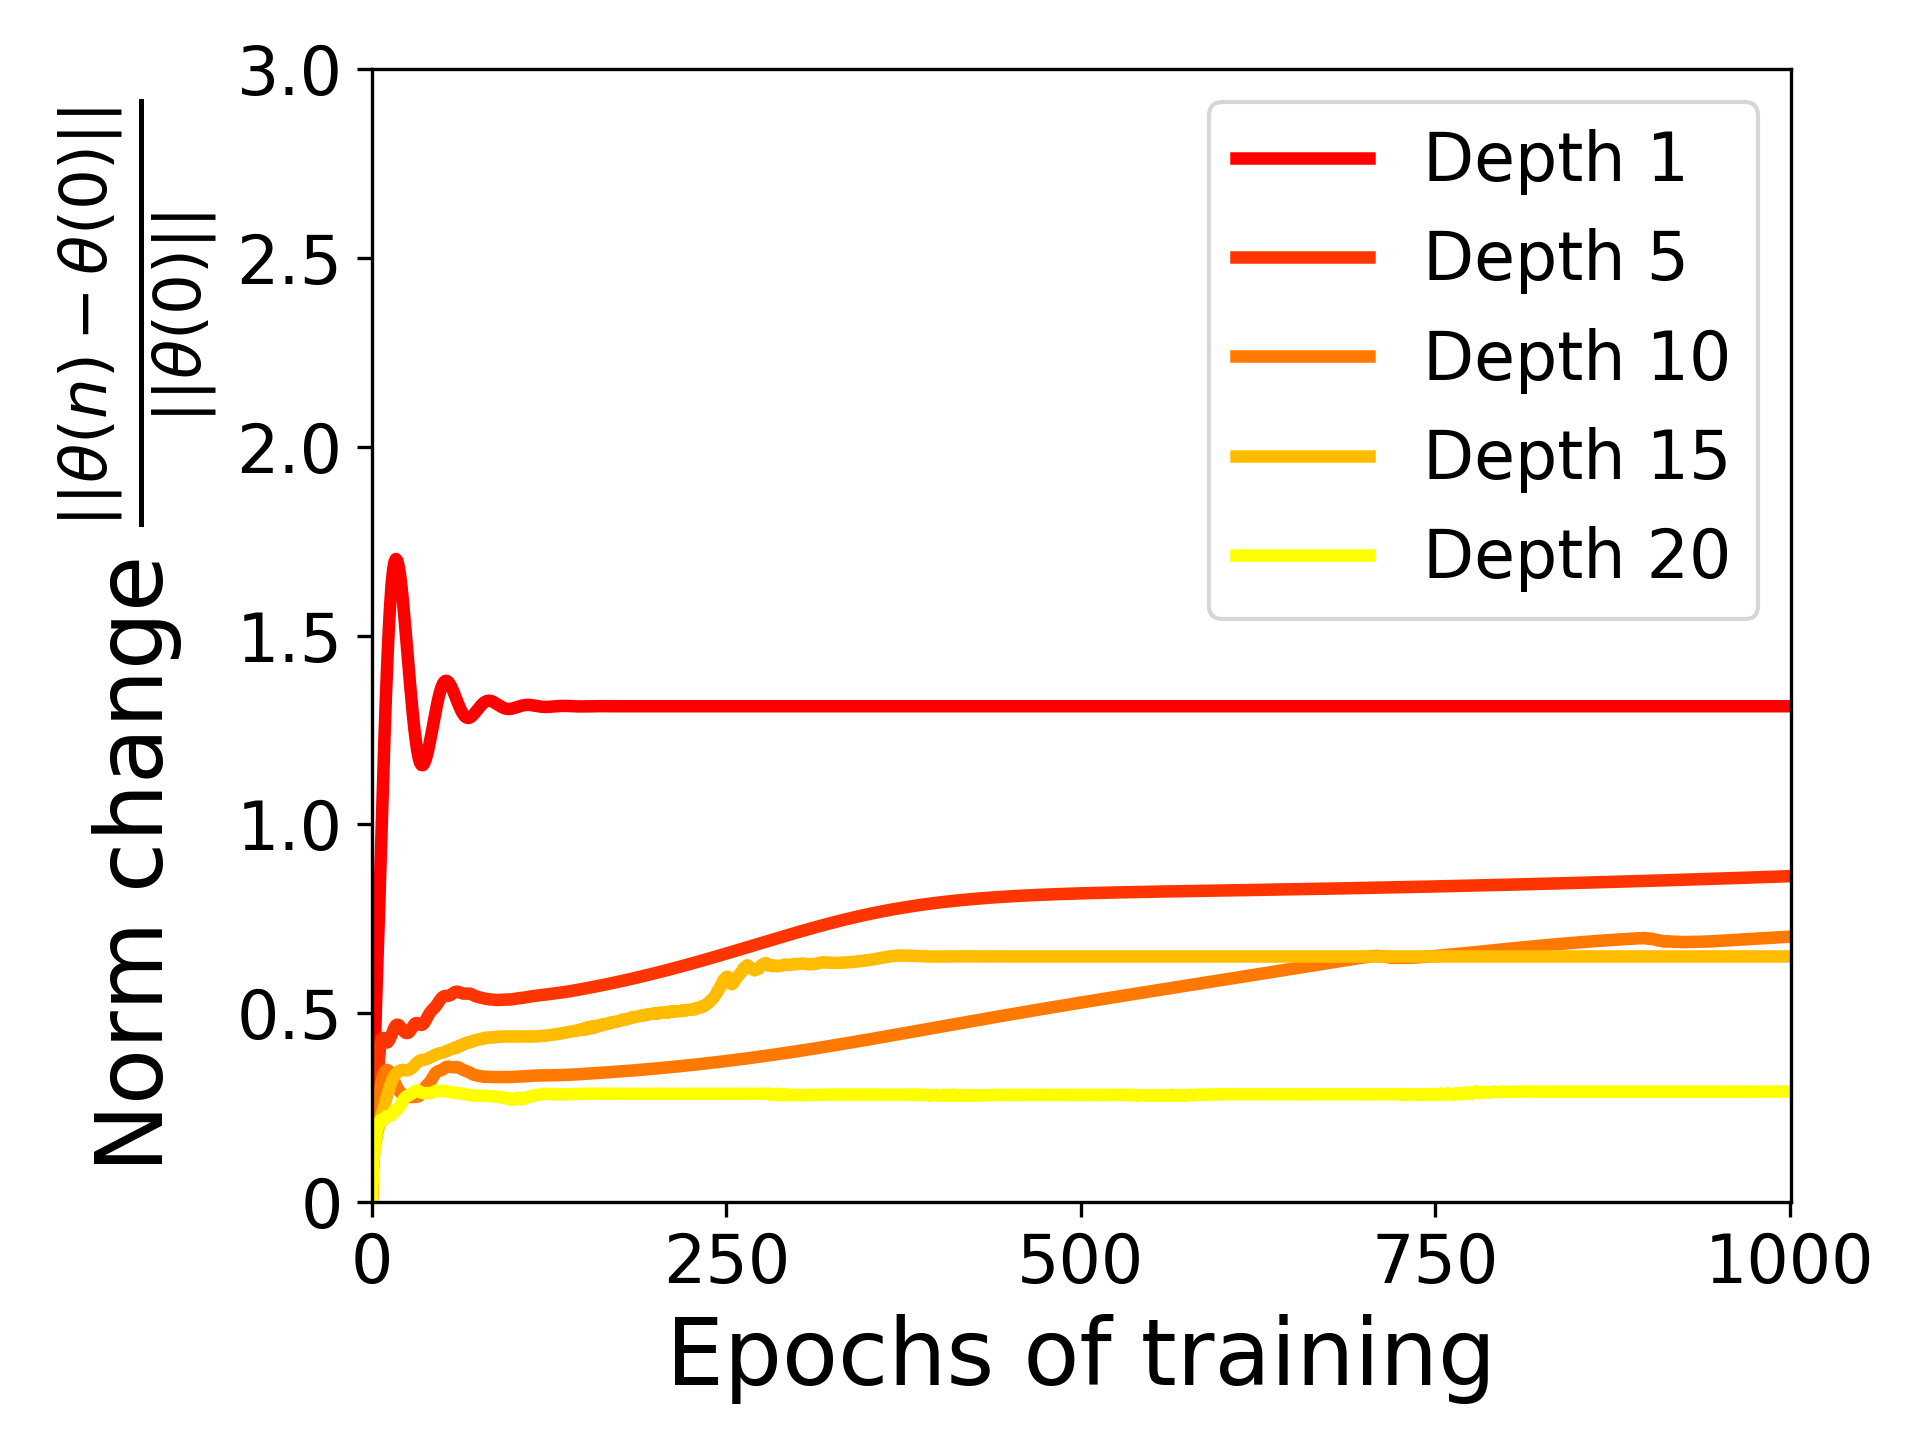 Norm change ||θ(n) − θ(0)||
||θ(0)||
3.0
2.5
2.0
1.5
1.0
0.5
0
0 250 500 750 1000
Epochs of training
Depth 1
Depth 5
Depth 10
Depth 15
Depth 20